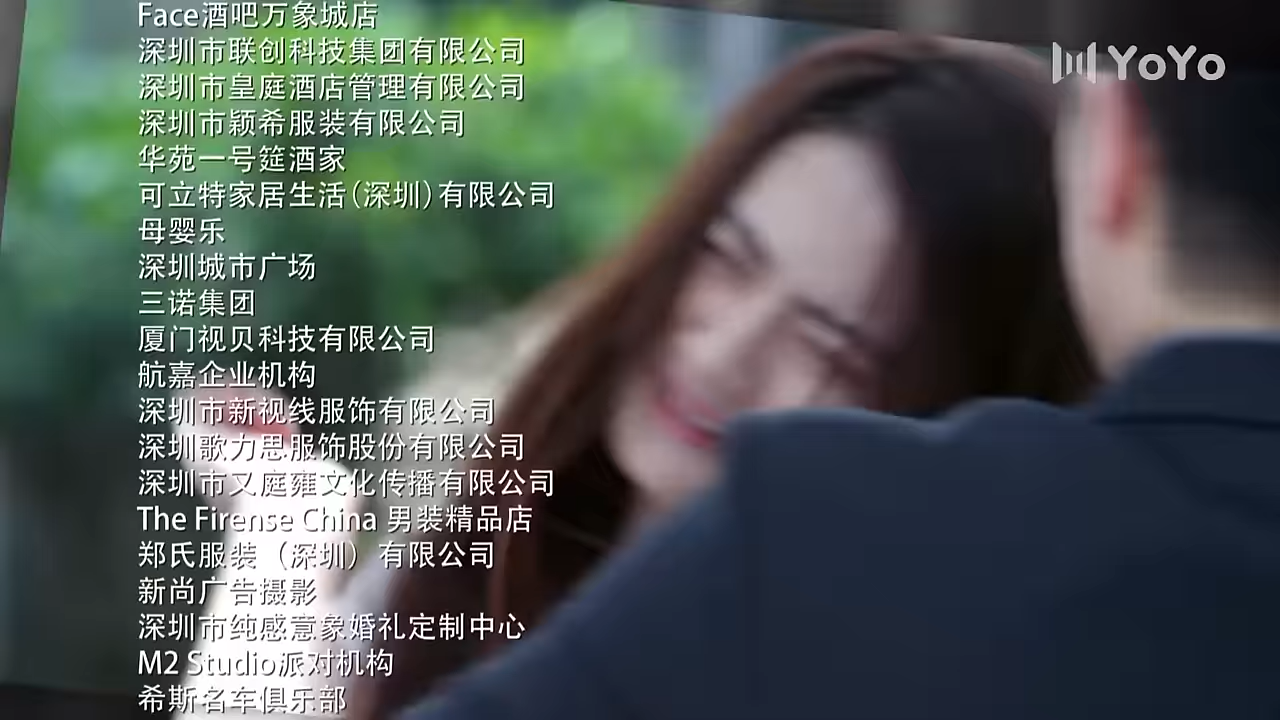 Face酒吧万象城店
YoYo
深圳市联创科技集团有限公司
深圳市皇庭酒店管理有限公司
深圳市颖希服装有限公司
华苑一号筵酒家
可立特家居生活(深圳)有限公司
母婴乐
深圳城市广场
三诺集团
厦门视贝科技有限公司
航嘉企业机构
深圳市新视线服饰有限公司
深圳歌力思服饰股份有限公司
深圳市又庭雍文化传播有限公司
The Firense China 男装精品店
郑氏服装（深圳）有限公司
新尚广告摄影
深圳市纯感意象婚礼定制中心
M2 Studio派对机构
希斯名车俱乐部